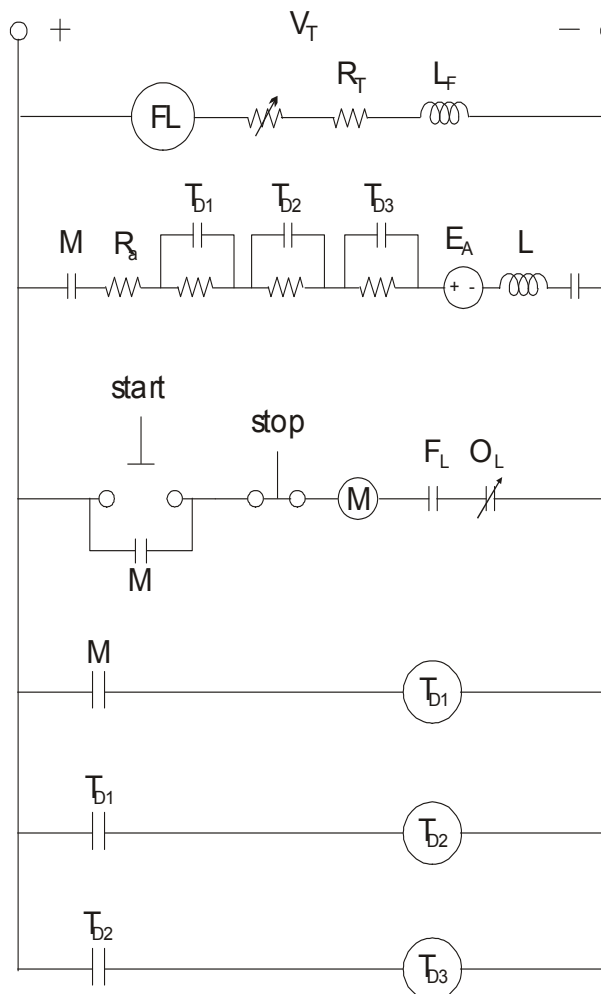 + V_T −
R_T L_F
FL
T_D1 T_D2 T_D3
M R_a E_A L
+ -
start
stop
F_L O_L
M
M
M
T_D1
T_D1
T_D2
T_D2
T_D3